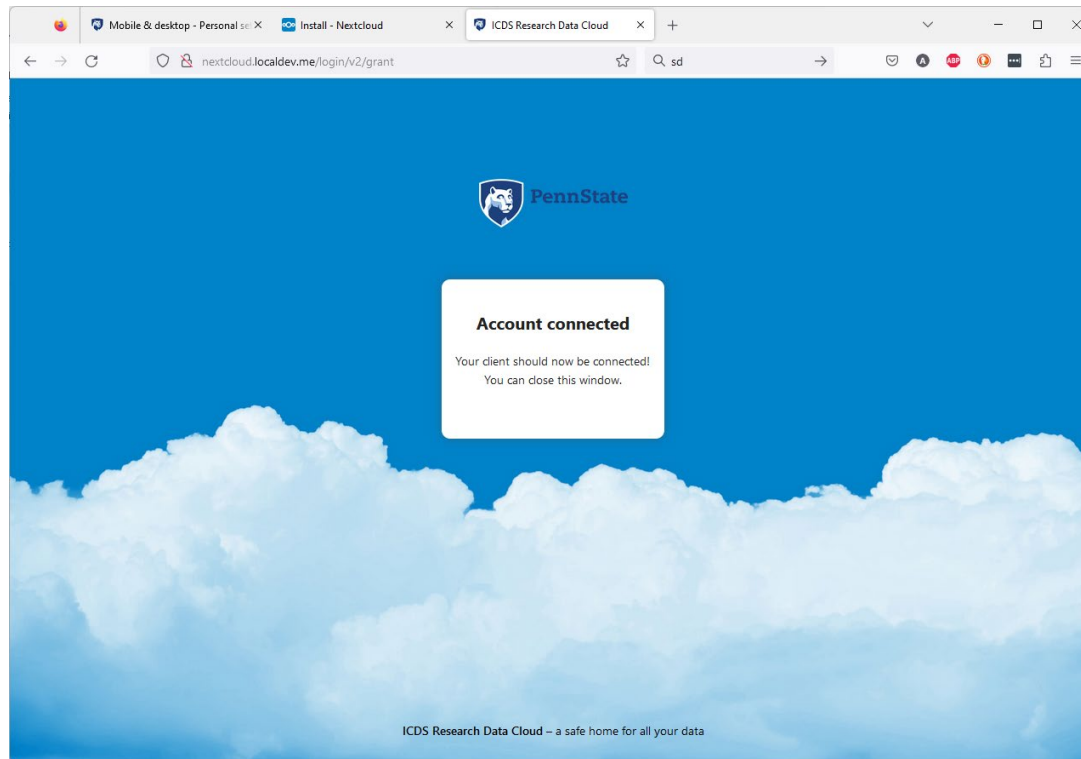 Mobile & desktop - Personal se
Install - Nextcloud
ICDS Research Data Cloud
nextcloud.localdev.me/login/v2/grant
sd
A
ABP
PennState
Account connected
Your client should now be connected!
You can close this window.
ICDS Research Data Cloud – a safe home for all your data